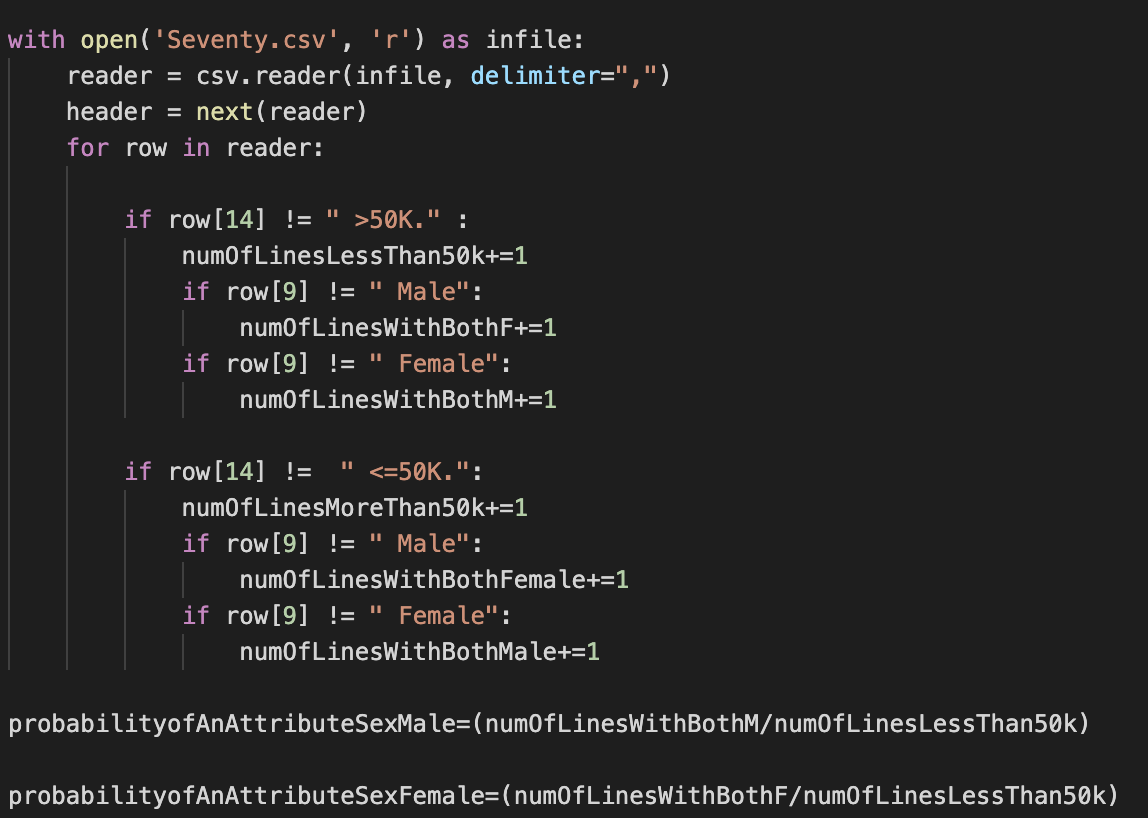 with open('Seventy.csv', 'r') as infile:
    reader = csv.reader(infile, delimiter=",")
    header = next(reader)
    for row in reader:

        if row[14] != " >50K." :
            numOfLinesLessThan50k+=1
            if row[9] != " Male":
                numOfLinesWithBothF+=1
            if row[9] != " Female":
                numOfLinesWithBothM+=1

        if row[14] !=  " <=50K.":
            numOfLinesMoreThan50k+=1
            if row[9] != " Male":
                numOfLinesWithBothFemale+=1
            if row[9] != " Female":
                numOfLinesWithBothMale+=1

probabilityofAnAttributeSexMale=(numOfLinesWithBothM/numOfLinesLessThan50k)

probabilityofAnAttributeSexFemale=(numOfLinesWithBothF/numOfLinesLessThan50k)